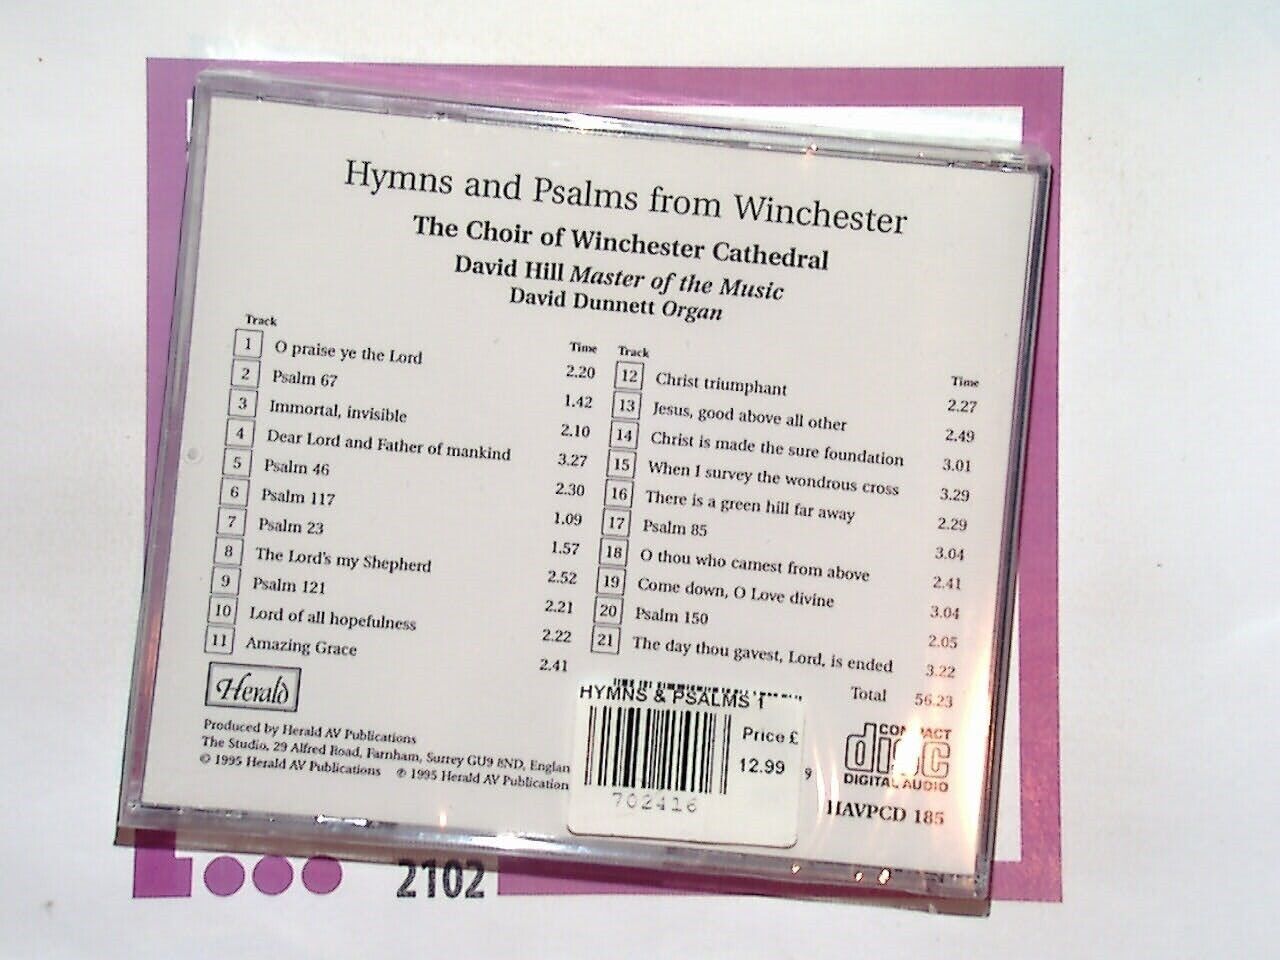 Hymns and Psalms from Winchester
The Choir of Winchester Cathedral
David Hill Master of the Music
David Dunnett Organ
Track Time
1 O praise ye the Lord 2.20
2 Psalm 67 1.42
3 Immortal, invisible 2.10
4 Dear Lord and Father of mankind 3.27
5 Psalm 46 2.30
6 Psalm 117 1.09
7 Psalm 23 1.57
8 The Lord's my Shepherd 2.52
9 Psalm 121 2.21
10 Lord of all hopefulness 2.22
11 Amazing Grace 2.41
Track Time
12 Christ triumphant 2.27
13 Jesus, good above all other 2.49
14 Christ is made the sure foundation 3.01
15 When I survey the wondrous cross 3.29
16 There is a green hill far away 2.29
17 Psalm 85 3.04
18 O thou who camest from above 2.41
19 Come down, O Love divine 3.04
20 Psalm 150 2.05
21 The day thou gavest, Lord, is ended 3.22
Total 56.23
Herald
Produced by Herald AV Publications
The Studio, 29 Alfred Road, Farnham, Surrey GU9 8ND, Englan
© 1995 Herald AV Publications ℗ 1995 Herald AV Publication
HYMNS & PSALMS 1
Price £
12.99
702416
9
COMPACT
disc
DIGITAL AUDIO
HAVPCD 185
2102